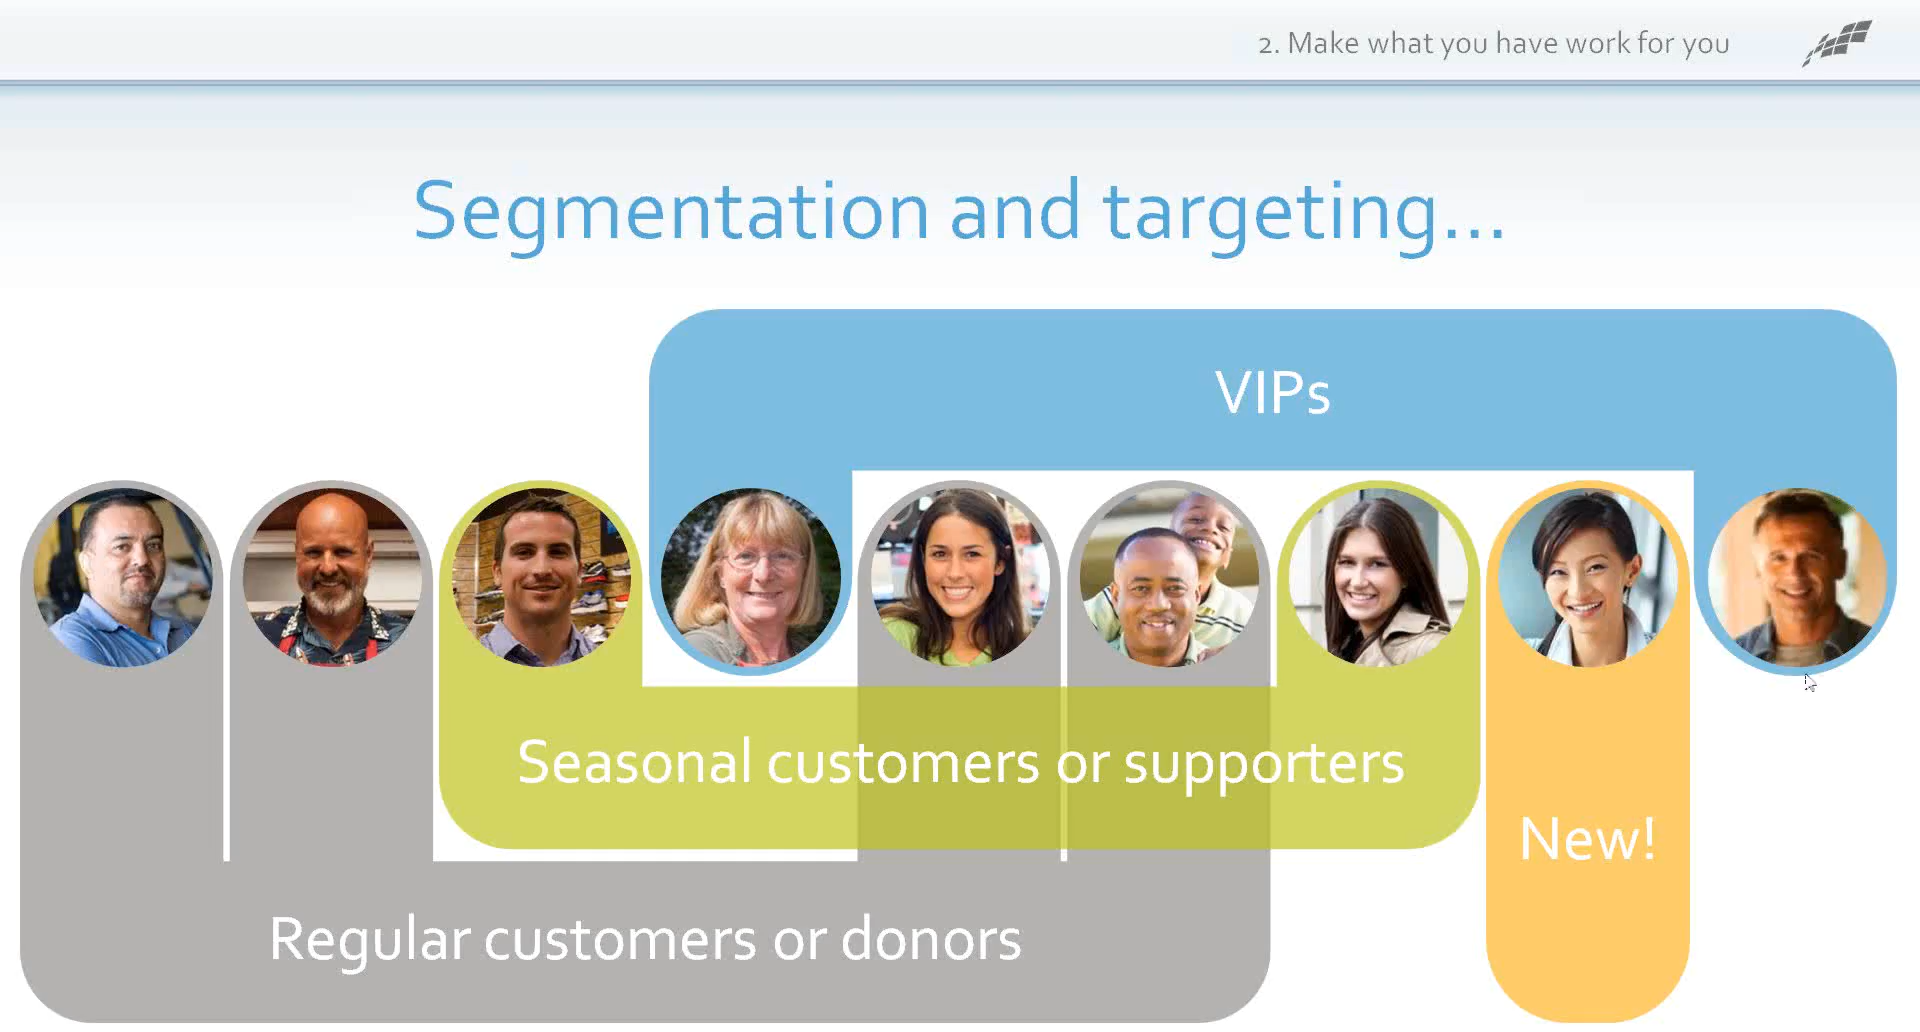 2. Make what you have work for you
Segmentation and targeting...
VIPs
Seasonal customers or supporters
New!
Regular customers or donors